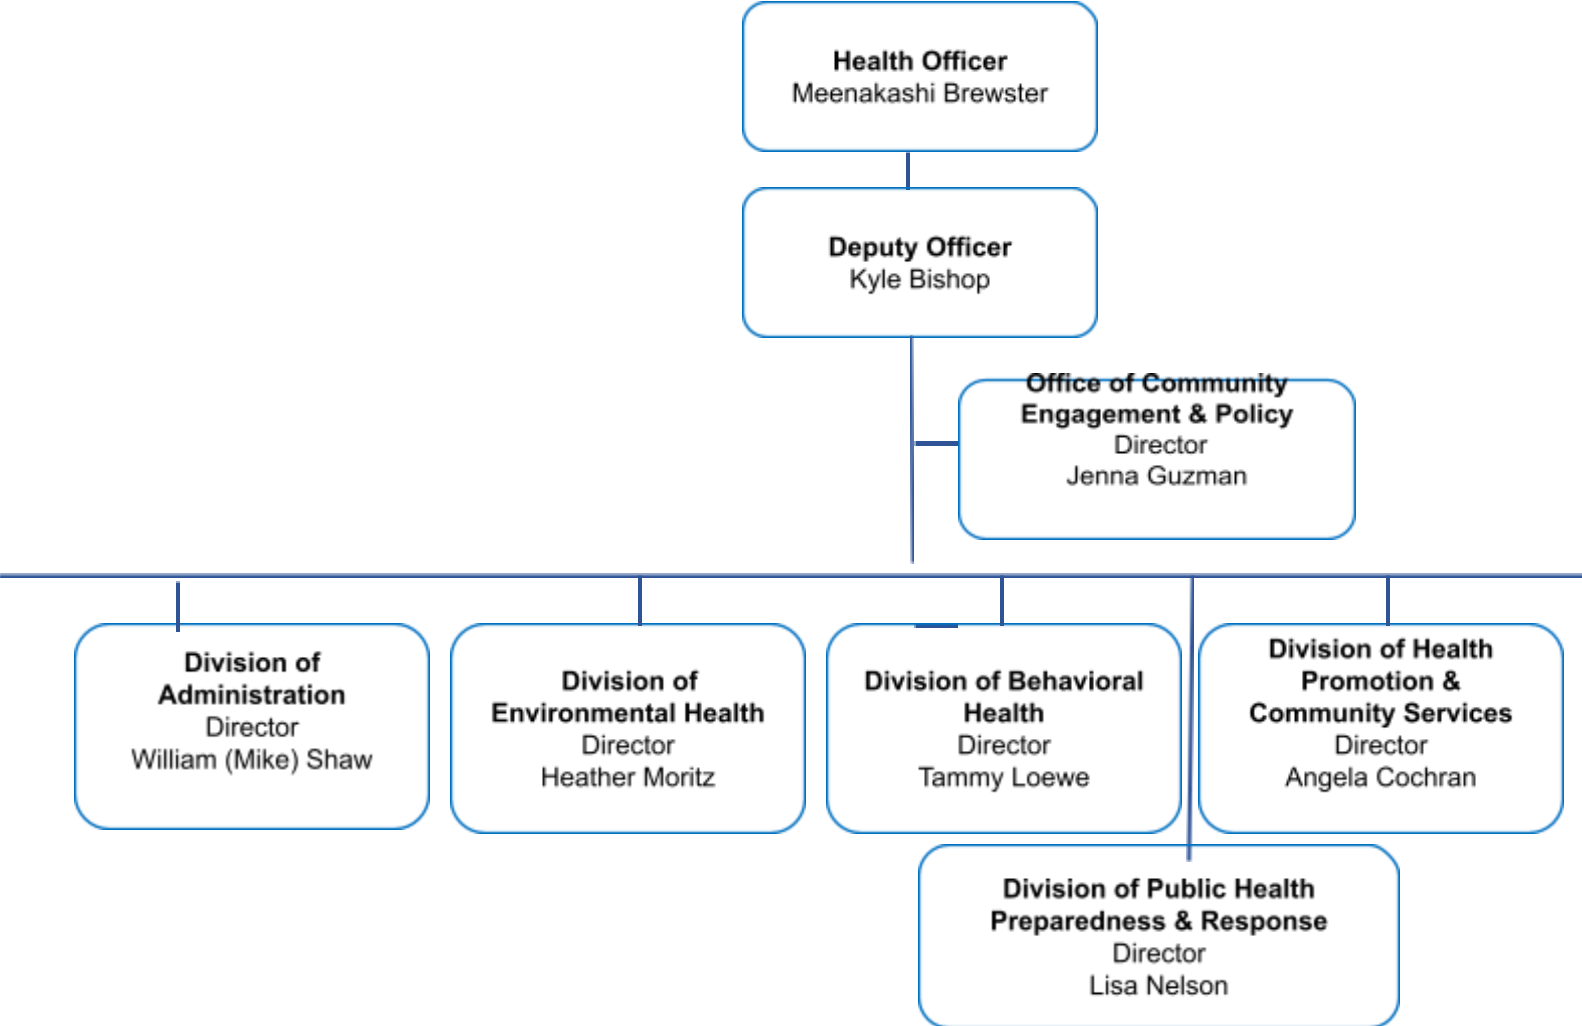 Health Officer
Meenakashi Brewster
Deputy Officer
Kyle Bishop
Office of Community
Engagement & Policy
Director
Jenna Guzman
Division of
Administration
Director
William (Mike) Shaw
Division of
Environmental Health
Director
Heather Moritz
Division of Behavioral
Health
Director
Tammy Loewe
Division of Health
Promotion &
Community Services
Director
Angela Cochran
Division of Public Health
Preparedness & Response
Director
Lisa Nelson